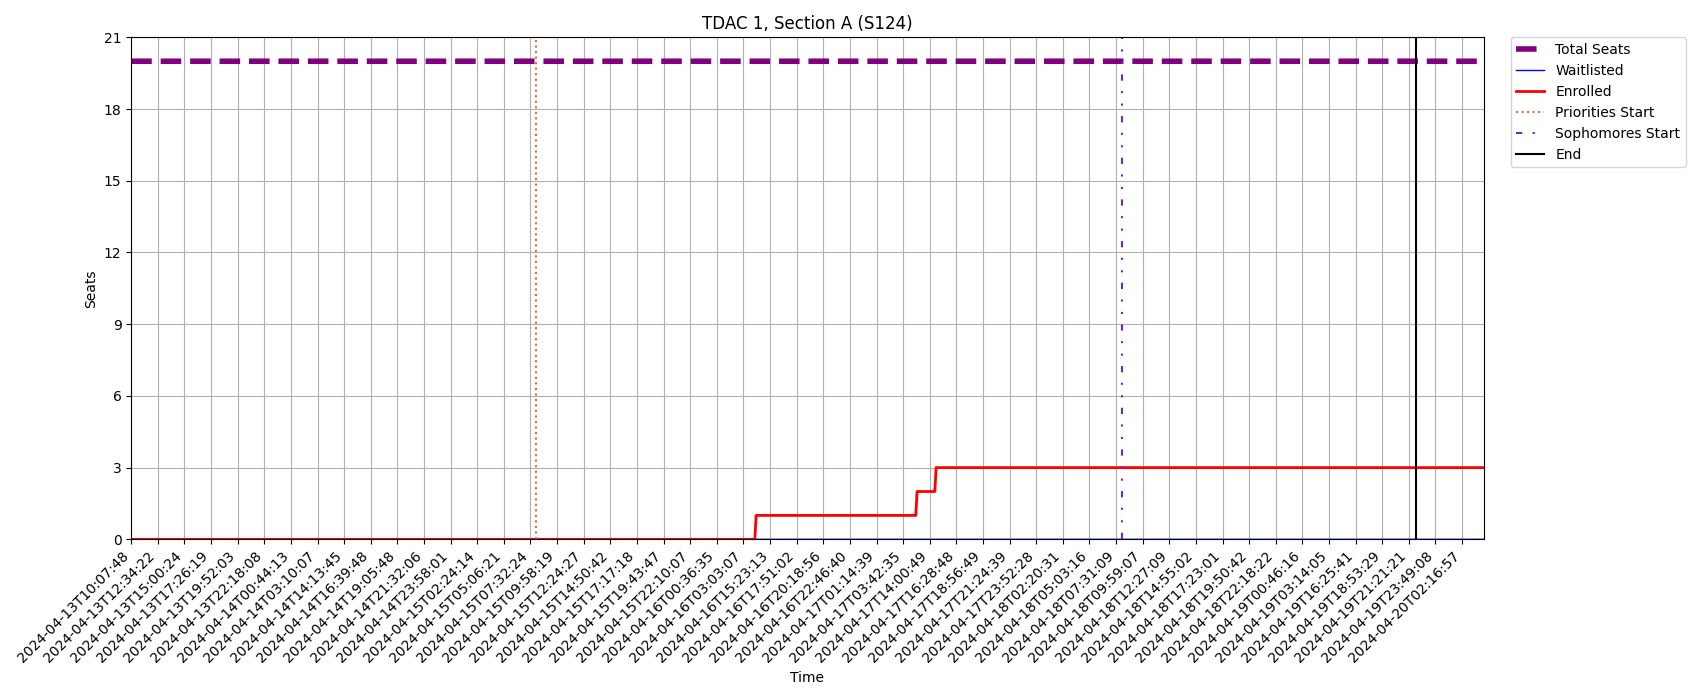 TDAC 1, Section A (S124)
21
18
15
12
9
6
3
0
Seats
Total Seats
Waitlisted
Enrolled
Priorities Start
Sophomores Start
End
2024-04-13T10:07:48
2024-04-13T12:34:22
2024-04-13T15:00:24
2024-04-13T17:26:19
2024-04-13T19:52:03
2024-04-13T22:18:08
2024-04-14T00:44:13
2024-04-14T03:10:07
2024-04-14T14:13:45
2024-04-14T16:39:48
2024-04-14T19:05:48
2024-04-14T21:32:06
2024-04-14T23:58:01
2024-04-15T02:24:14
2024-04-15T05:06:21
2024-04-15T07:32:24
2024-04-15T09:58:19
2024-04-15T12:24:27
2024-04-15T14:50:42
2024-04-15T17:17:18
2024-04-15T19:43:47
2024-04-15T22:10:07
2024-04-16T00:36:35
2024-04-16T03:03:07
2024-04-16T15:23:13
2024-04-16T17:51:02
2024-04-16T20:18:56
2024-04-16T22:46:40
2024-04-17T01:14:39
2024-04-17T03:42:35
2024-04-17T14:00:49
2024-04-17T16:28:48
2024-04-17T18:56:49
2024-04-17T21:24:39
2024-04-17T23:52:28
2024-04-18T02:20:31
2024-04-18T05:03:16
2024-04-18T07:31:09
2024-04-18T09:59:07
2024-04-18T12:27:09
2024-04-18T14:55:02
2024-04-18T17:23:01
2024-04-18T19:50:42
2024-04-18T22:18:22
2024-04-19T00:46:16
2024-04-19T03:14:05
2024-04-19T16:25:41
2024-04-19T18:53:29
2024-04-19T21:21:21
2024-04-19T23:49:08
2024-04-20T02:16:57
Time